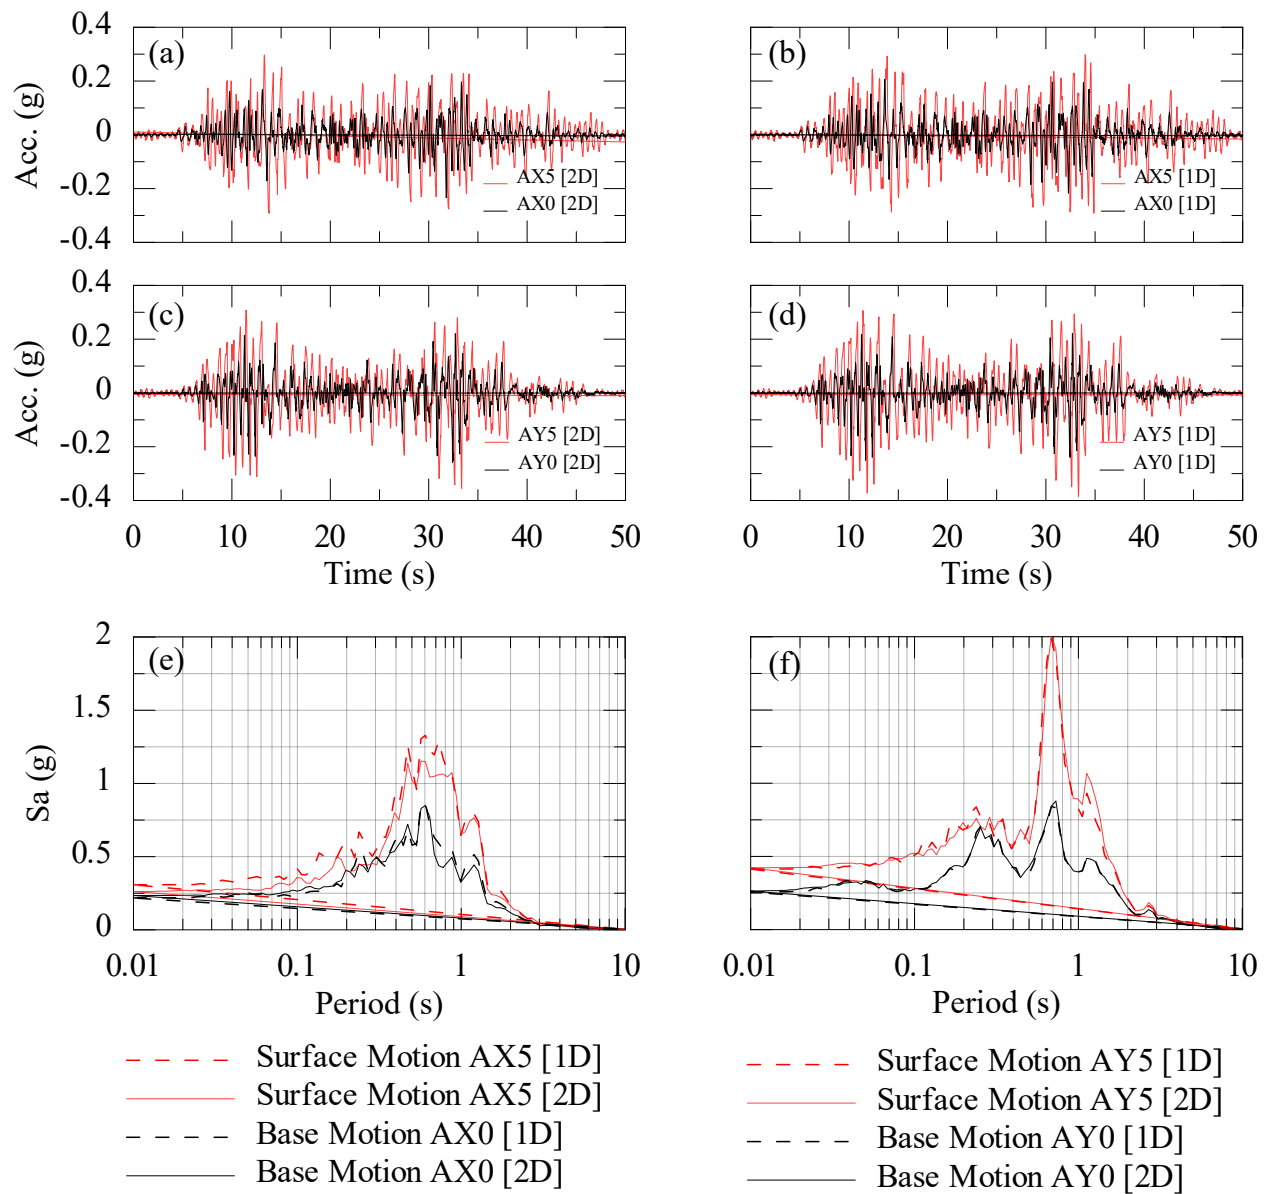 0.4
(a)
(b)
0.2
Acc. (g)
0
-0.2
AX5 [2D]
AX0 [2D]
AX5 [1D]
AX0 [1D]
-0.4
0.4
(c)
(d)
0.2
Acc. (g)
0
-0.2
AY5 [2D]
AY0 [2D]
AY5 [1D]
AY0 [1D]
-0.4
0 10 20 30 40 50
0 10 20 30 40 50
Time (s)
Time (s)
2
(e)
(f)
1.5
Sa (g)
1
0.5
0
0.01 0.1 1 10
0.01 0.1 1 10
Period (s)
Period (s)
Surface Motion AX5 [1D]
Surface Motion AX5 [2D]
Base Motion AX0 [1D]
Base Motion AX0 [2D]
Surface Motion AY5 [1D]
Surface Motion AY5 [2D]
Base Motion AY0 [1D]
Base Motion AY0 [2D]